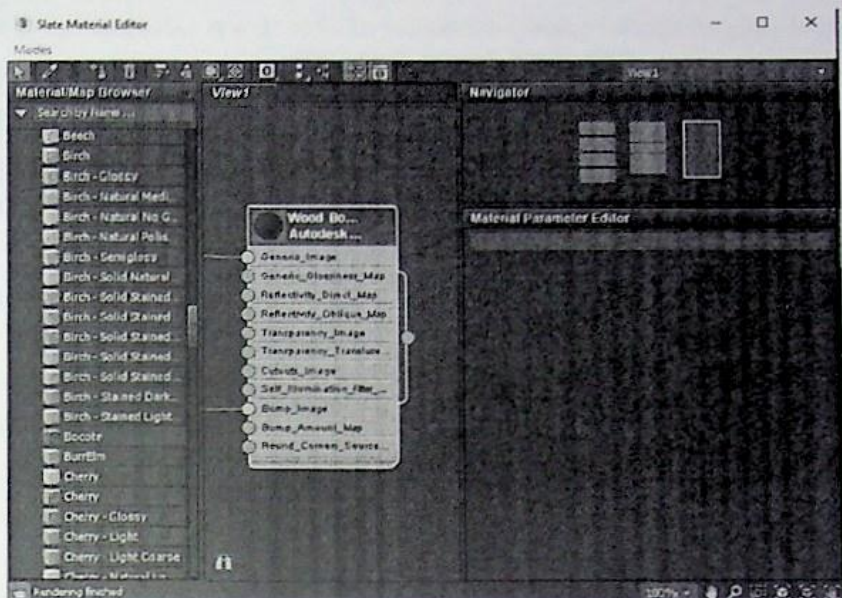 Slate Material Editor
Modes
View1
Material/Map Browser
Search by Name ...
Beech
Birch
Birch - Glossy
Birch - Natural Medi...
Birch - Natural No G...
Birch - Natural Polis...
Birch - Semigloss
Birch - Solid Natural
Birch - Solid Stained...
Birch - Solid Stained
Birch - Solid Stained...
Birch - Solid Stained...
Birch - Solid Stained...
Birch - Stained Dark...
Birch - Stained Light...
Bocote
BurrElm
Cherry
Cherry
Cherry - Glossy
Cherry - Light
Cherry - Light Coarse
Cherry - Natural
View1
Wood_Bo...
Autodesk ...
Generic_Image
Generic_Glossiness_Map
Reflectivity_Direct_Map
Reflectivity_Oblique_Map
Transparency_Image
Transparency_Translure...
Cutouts_Image
Self_Illumination_Filter_...
Bump_Image
Bump_Amount_Map
Round_Corners_Source...
Navigator
Material Parameter Editor
Rendering finished
100%